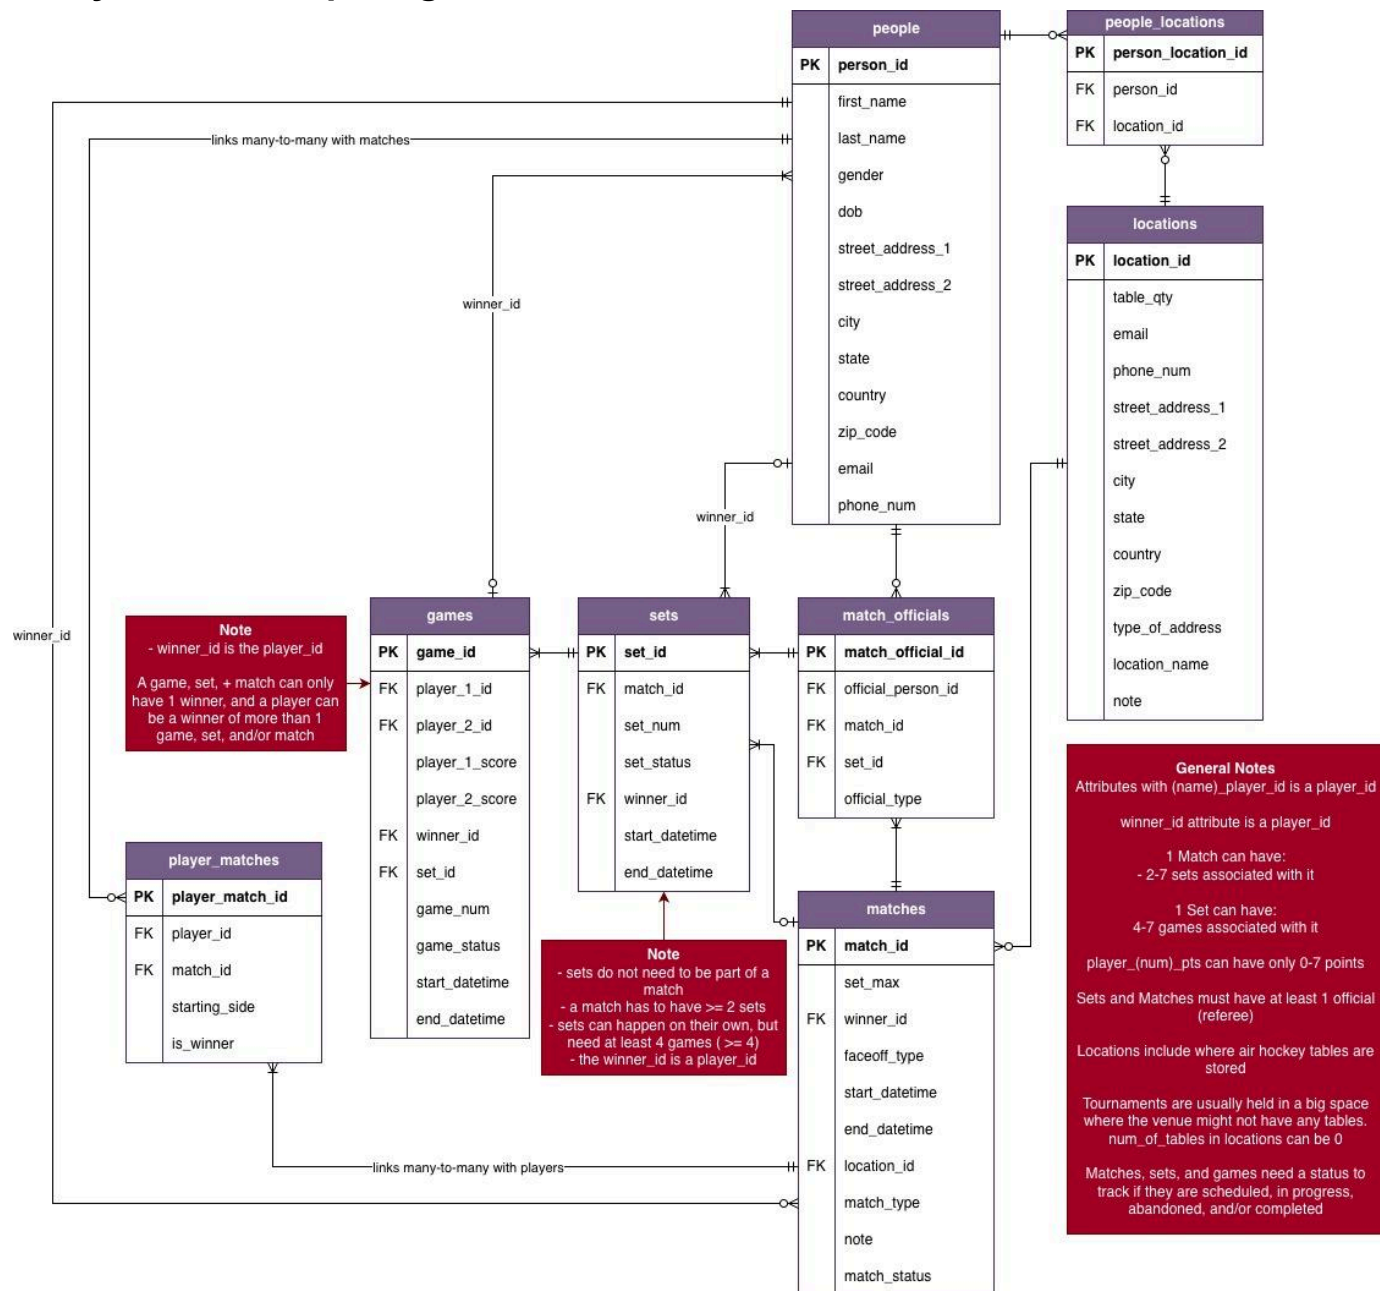 people
PK person_id
first_name
last_name
gender
dob
street_address_1
street_address_2
city
state
country
zip_code
email
phone_num
people_locations
PK person_location_id
FK person_id
FK location_id
locations
PK location_id
table_qty
email
phone_num
street_address_1
street_address_2
city
state
country
zip_code
type_of_address
location_name
note
links many-to-many with matches
winner_id
winner_id
winner_id
Note
- winner_id is the player_id
A game, set, + match can only
have 1 winner, and a player can
be a winner of more than 1
game, set, and/or match
games
PK game_id
FK player_1_id
FK player_2_id
player_1_score
player_2_score
FK winner_id
FK set_id
game_num
game_status
start_datetime
end_datetime
sets
PK set_id
FK match_id
set_num
set_status
FK winner_id
start_datetime
end_datetime
match_officials
PK match_official_id
FK official_person_id
FK match_id
FK set_id
official_type
player_matches
PK player_match_id
FK player_id
FK match_id
starting_side
is_winner
Note
- sets do not need to be part of a
match
- a match has to have >= 2 sets
- sets can happen on their own, but
need at least 4 games ( >= 4)
- the winner_id is a player_id
matches
PK match_id
set_max
FK winner_id
faceoff_type
start_datetime
end_datetime
FK location_id
match_type
note
match_status
links many-to-many with players
General Notes
Attributes with (name)_player_id is a player_id
winner_id attribute is a player_id
1 Match can have:
- 2-7 sets associated with it
1 Set can have:
4-7 games associated with it
player_(num)_pts can have only 0-7 points
Sets and Matches must have at least 1 official
(referee)
Locations include where air hockey tables are
stored
Tournaments are usually held in a big space
where the venue might not have any tables.
num_of_tables in locations can be 0
Matches, sets, and games need a status to
track if they are scheduled, in progress,
abandoned, and/or completed